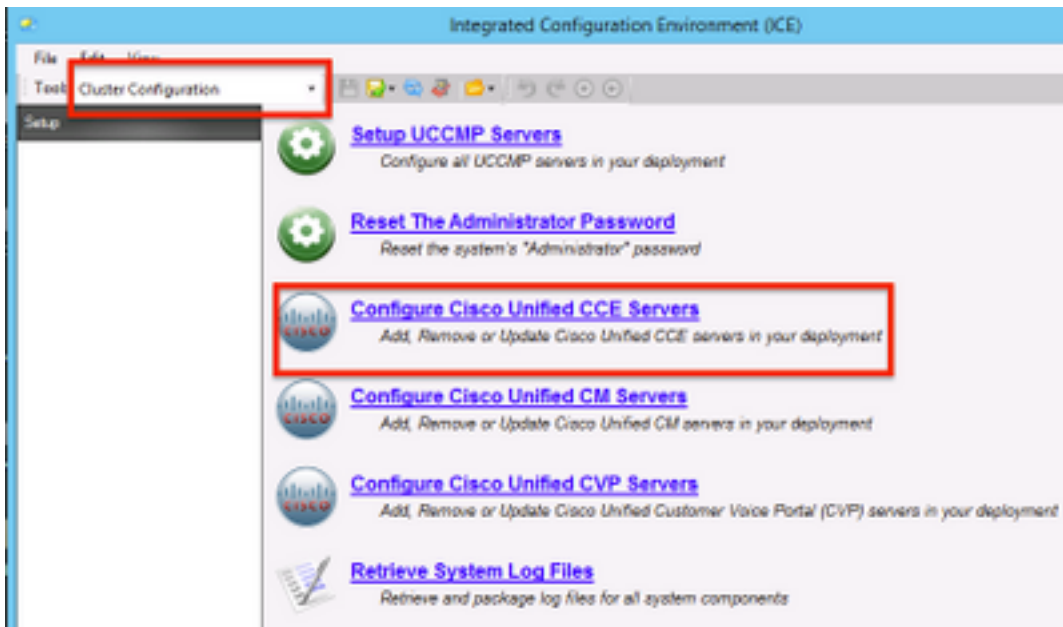 Integrated Configuration Environment (ICE)
File Edit View
Tool: Cluster Configuration
Setup
Setup UCCMP Servers
Configure all UCCMP servers in your deployment
Reset The Administrator Password
Reset the system's "Administrator" password
Configure Cisco Unified CCE Servers
Add, Remove or Update Cisco Unified CCE servers in your deployment
Configure Cisco Unified CM Servers
Add, Remove or Update Cisco Unified CM servers in your deployment
Configure Cisco Unified CVP Servers
Add, Remove or Update Cisco Unified Customer Voice Portal (CVP) servers in your deployment
Retrieve System Log Files
Retrieve and package log files for all system components